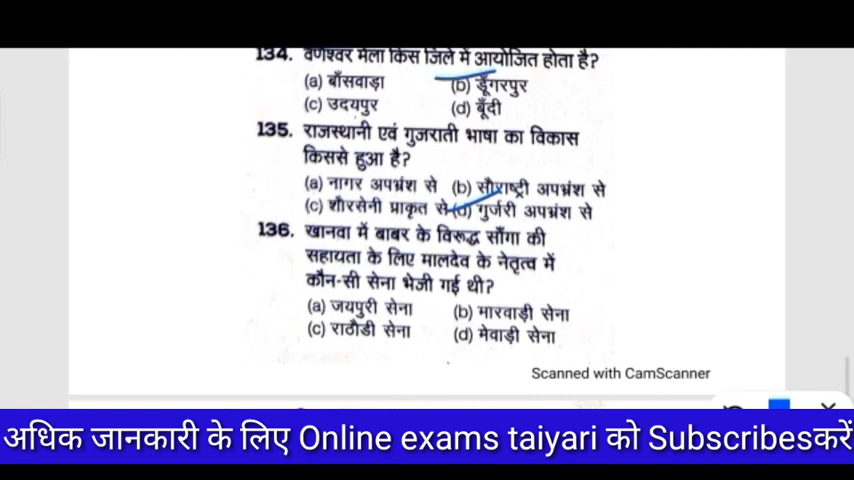 134. वणेश्वर मेला किस जिले में आयोजित होता है?
(a) बाँसवाड़ा (b) डूँगरपुर
(c) उदयपुर (d) बूँदी
135. राजस्थानी एवं गुजराती भाषा का विकास
किससे हुआ है?
(a) नागर अपभ्रंश से (b) सौराष्ट्री अपभ्रंश से
(c) शौरसेनी प्राकृत से (d) गुर्जरी अपभ्रंश से
136. खानवा में बाबर के विरूद्ध साँगा की
सहायता के लिए मालदेव के नेतृत्व में
कौन-सी सेना भेजी गई थी?
(a) जयपुरी सेना (b) मारवाड़ी सेना
(c) राठौडी सेना (d) मेवाड़ी सेना
Scanned with CamScanner
अधिक जानकारी के लिए Online exams taiyari को Subscribesकरें